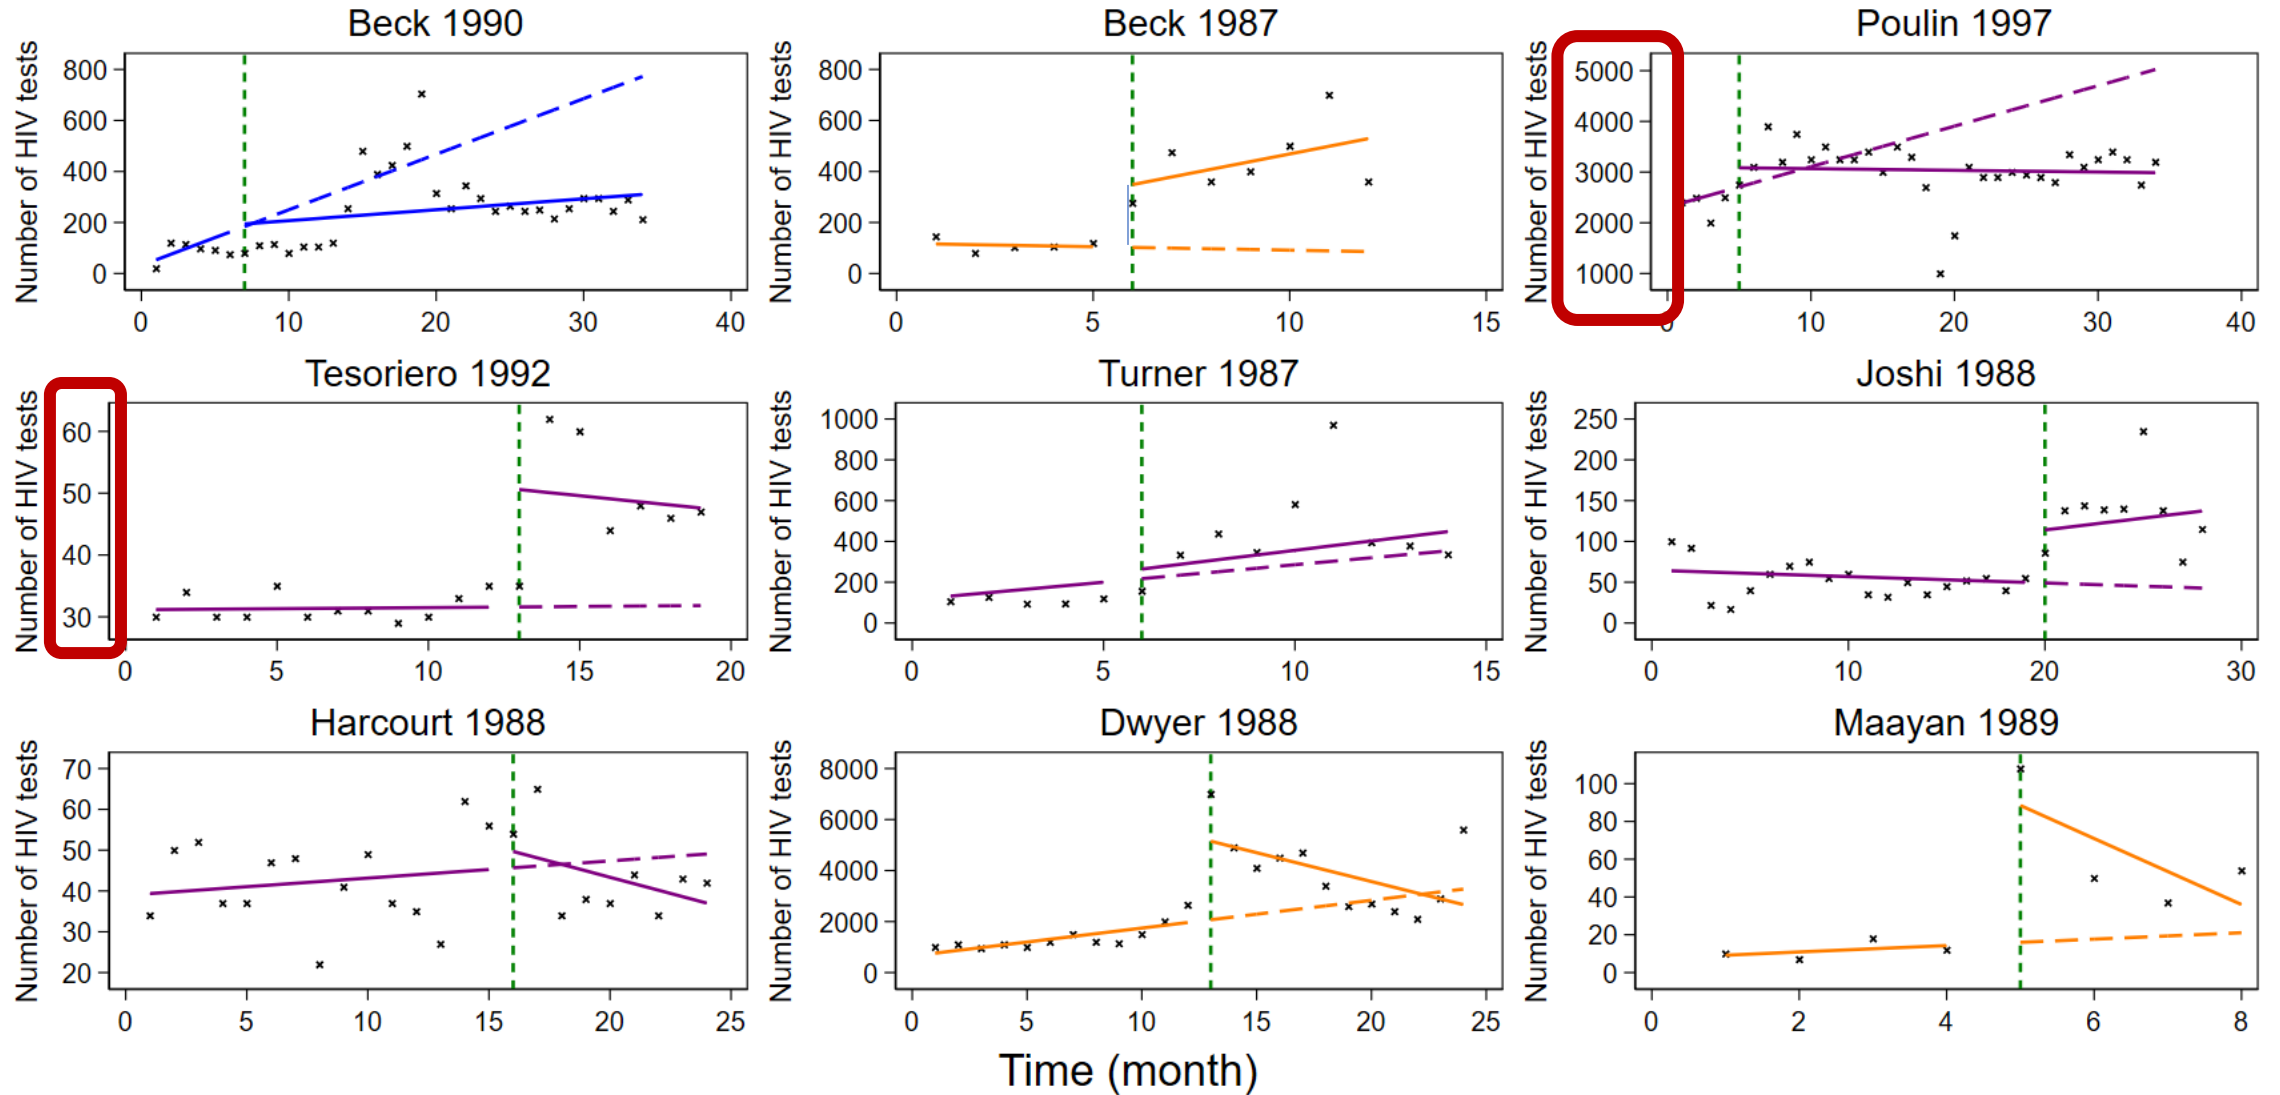 Beck 1990
Number of HIV tests
800
600
400
200
0
0 10 20 30 40
Beck 1987
Number of HIV tests
800
600
400
200
0
0 5 10 15
Poulin 1997
Number of HIV tests
5000
4000
3000
2000
1000
0 10 20 30 40
Tesoriero 1992
Number of HIV tests
60
50
40
30
0 5 10 15 20
Turner 1987
Number of HIV tests
1000
800
600
400
200
0
0 5 10 15
Joshi 1988
Number of HIV tests
250
200
150
100
50
0
0 10 20 30
Harcourt 1988
Number of HIV tests
70
60
50
40
30
20
0 5 10 15 20 25
Dwyer 1988
Number of HIV tests
8000
6000
4000
2000
0
0 5 10 15 20 25
Maayan 1989
Number of HIV tests
100
80
60
40
20
0
0 2 4 6 8
Time (month)